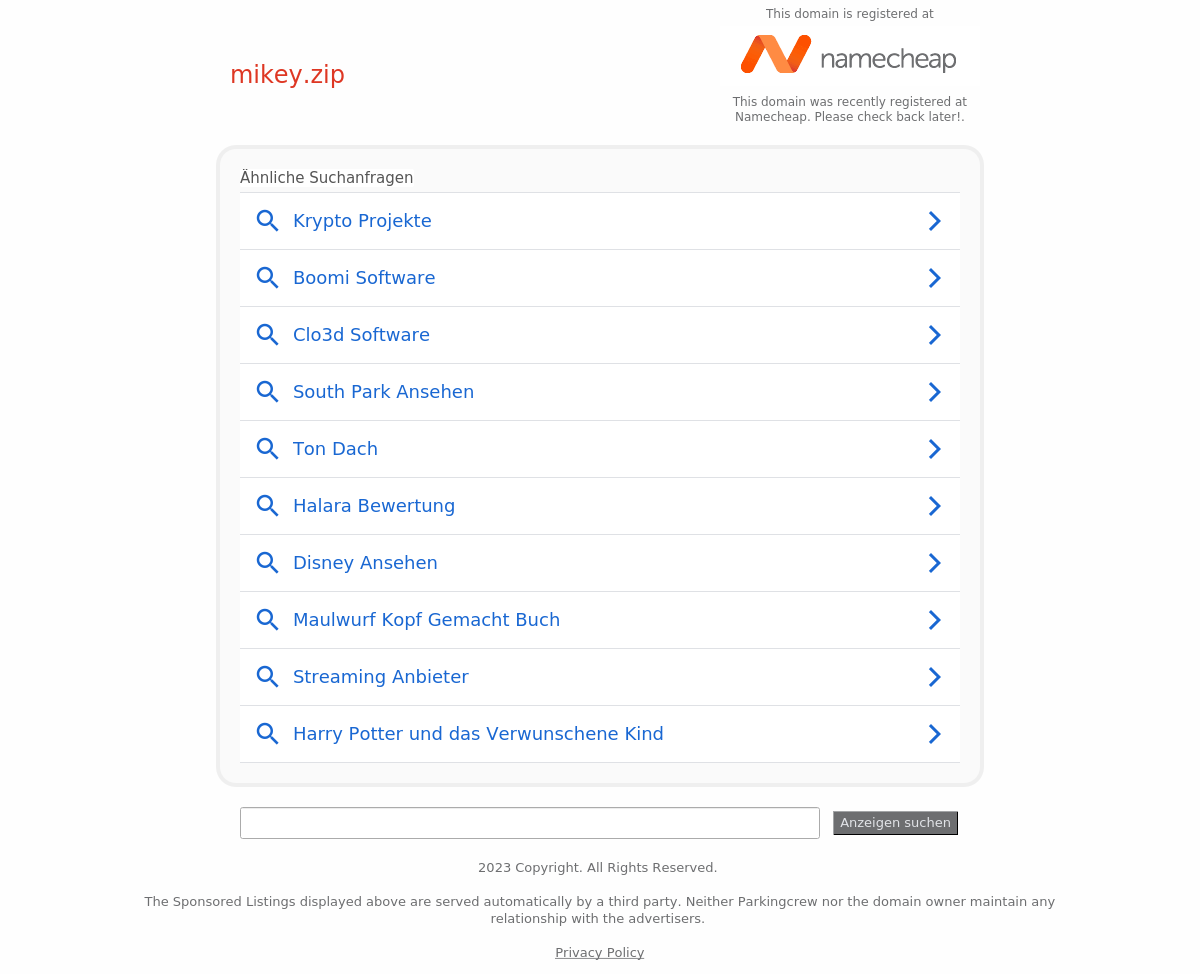 This domain is registered at
namecheap
mikey.zip
This domain was recently registered at
Namecheap. Please check back later!.
Ähnliche Suchanfragen
Krypto Projekte
Boomi Software
Clo3d Software
South Park Ansehen
Ton Dach
Halara Bewertung
Disney Ansehen
Maulwurf Kopf Gemacht Buch
Streaming Anbieter
Harry Potter und das Verwunschene Kind
Anzeigen suchen
2023 Copyright. All Rights Reserved.
The Sponsored Listings displayed above are served automatically by a third party. Neither Parkingcrew nor the domain owner maintain any
relationship with the advertisers.
Privacy Policy